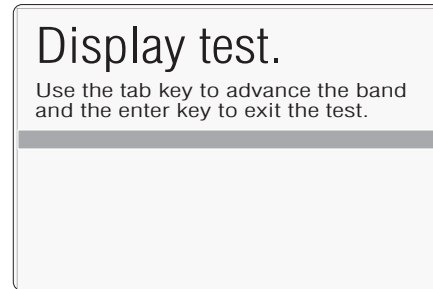 Display test.
Use the tab key to advance the band
and the enter key to exit the test.